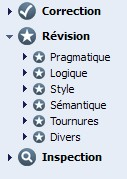 Correction
Révision
Pragmatique
Logique
Style
Sémantique
Tournures
Divers
Inspection